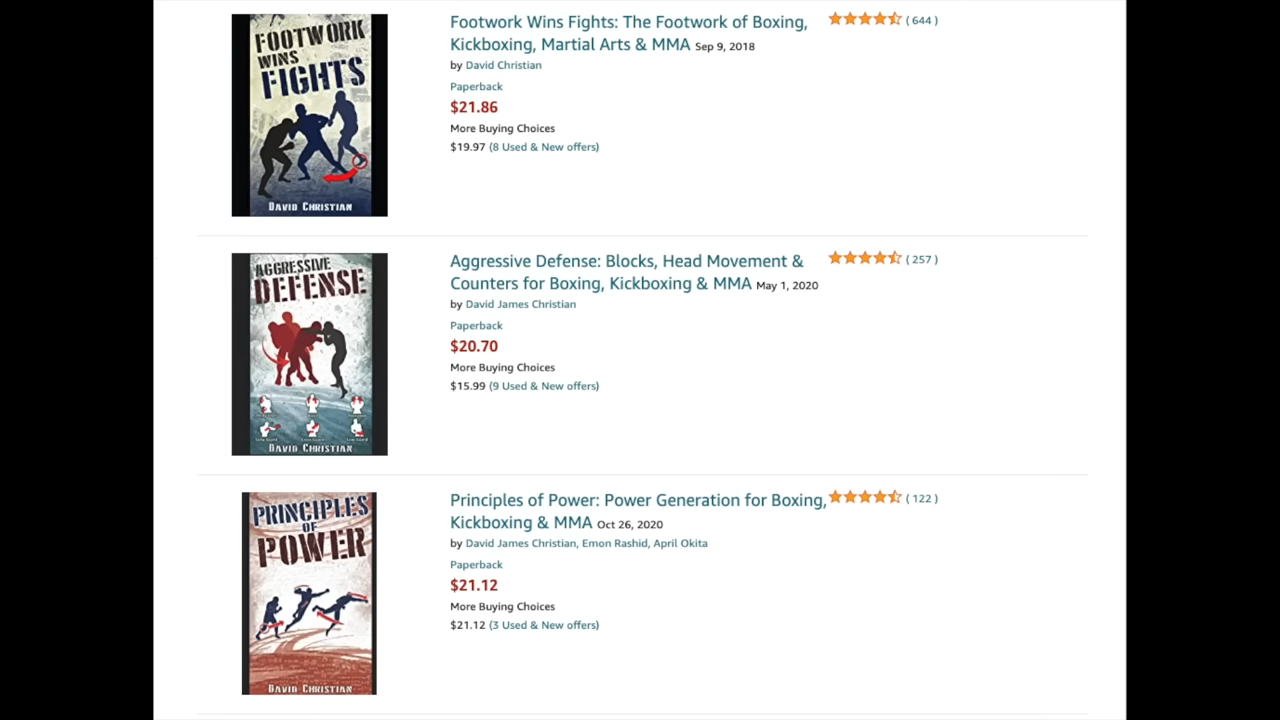 FOOTWORK
WINS
FIGHTS
DAVID CHRISTIAN
Footwork Wins Fights: The Footwork of Boxing,
Kickboxing, Martial Arts & MMA Sep 9, 2018
by David Christian
Paperback
$21.86
More Buying Choices
$19.97 (8 Used & New offers)
( 644 )
AGGRESSIVE
DEFENSE
DAVID CHRISTIAN
Aggressive Defense: Blocks, Head Movement &
Counters for Boxing, Kickboxing & MMA May 1, 2020
by David James Christian
Paperback
$20.70
More Buying Choices
$15.99 (9 Used & New offers)
( 257 )
PRINCIPLES
OF
POWER
DAVID CHRISTIAN
Principles of Power: Power Generation for Boxing,
Kickboxing & MMA Oct 26, 2020
by David James Christian, Emon Rashid, April Okita
Paperback
$21.12
More Buying Choices
$21.12 (3 Used & New offers)
( 122 )